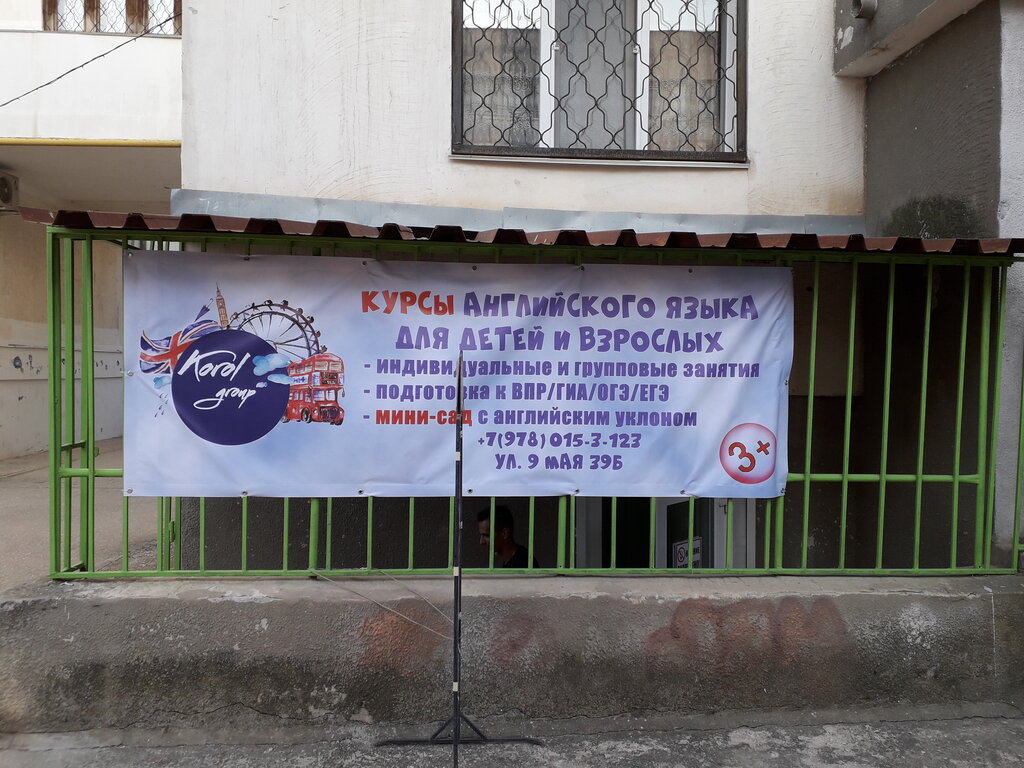 Korol
group
КУРСЫ АНГЛИЙСКОГО ЯЗЫКА
ДЛЯ ДЕТЕЙ И ВЗРОСЛЫХ
- индивидуальные и групповые занятия
- подготовка к ВПР/ГИА/ОГЭ/ЕГЭ
- мини-сад с английским уклоном
+7(978) 015-3-123
УЛ. 9 МАЯ 39Б
3+